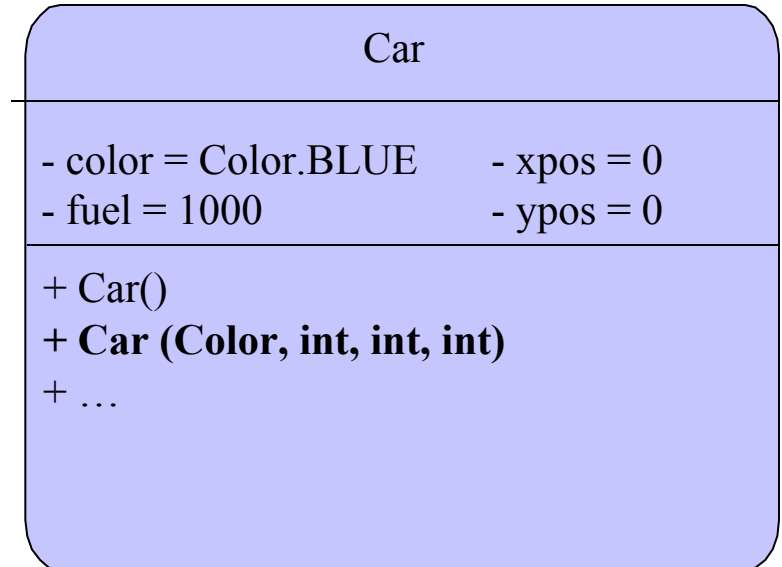 Car
- color = Color.BLUE - xpos = 0
- fuel = 1000 - ypos = 0
+ Car()
+ Car (Color, int, int, int)
+ …